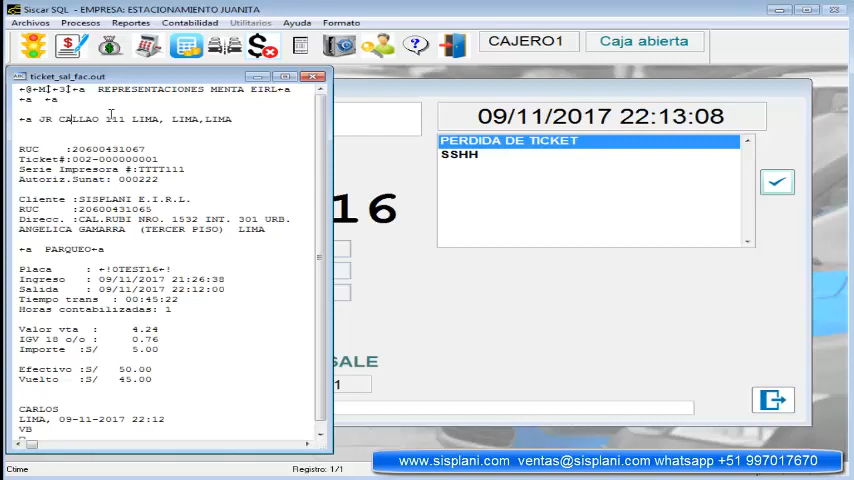 Siscar SQL - EMPRESA: ESTACIONAMIENTO JUANITA
Archivos Procesos Reportes Contabilidad Utilitarios Ayuda Formato
CAJERO1 Caja abierta
ticket_sal_fac.out
←@←M‡←3‡←a REPRESENTACIONES MENTA EIRL←a
←a ←a
←a JR CALLAO 111 LIMA, LIMA,LIMA
RUC :20600431067
Ticket#:002-000000001
Serie Impresora #:TTTT111
Autoriz.Sunat: 000222
Cliente :SISPLANI E.I.R.L.
RUC :20600431065
Direcc. :CAL.RUBI NRO. 1532 INT. 301 URB.
ANGELICA GAMARRA (TERCER PISO) LIMA
←a PARQUEO←a
Placa : ←!0TEST16←!
Ingreso : 09/11/2017 21:26:38
Salida : 09/11/2017 22:12:00
Tiempo trans : 00:45:22
Horas contabilizadas: 1
Valor vta : 4.24
IGV 18 o/o : 0.76
Importe :S/ 5.00
Efectivo :S/ 50.00
Vuelto :S/ 45.00
CARLOS
LIMA, 09-11-2017 22:12
VB
09/11/2017 22:13:08
PERDIDA DE TICKET
SSHH
16
SALE
1
Ctime Registro: 1/1
www.sisplani.com ventas@sisplani.com whatsapp +51 997017670